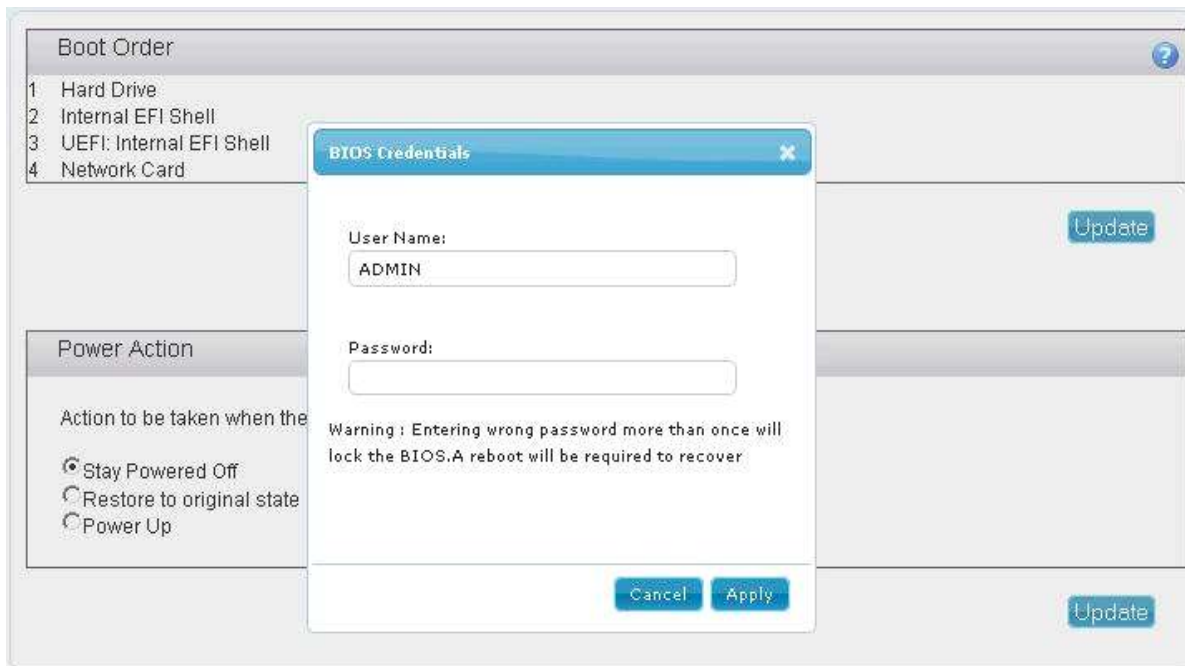 Boot Order
?
1 Hard Drive
2 Internal EFI Shell
3 UEFI: Internal EFI Shell
4 Network Card
Update
BIOS Credentials
User Name:
ADMIN
Password:
Warning : Entering wrong password more than once will
lock the BIOS.A reboot will be required to recover
Cancel Apply
Power Action
Action to be taken when the
Stay Powered Off
Restore to original state
Power Up
Update